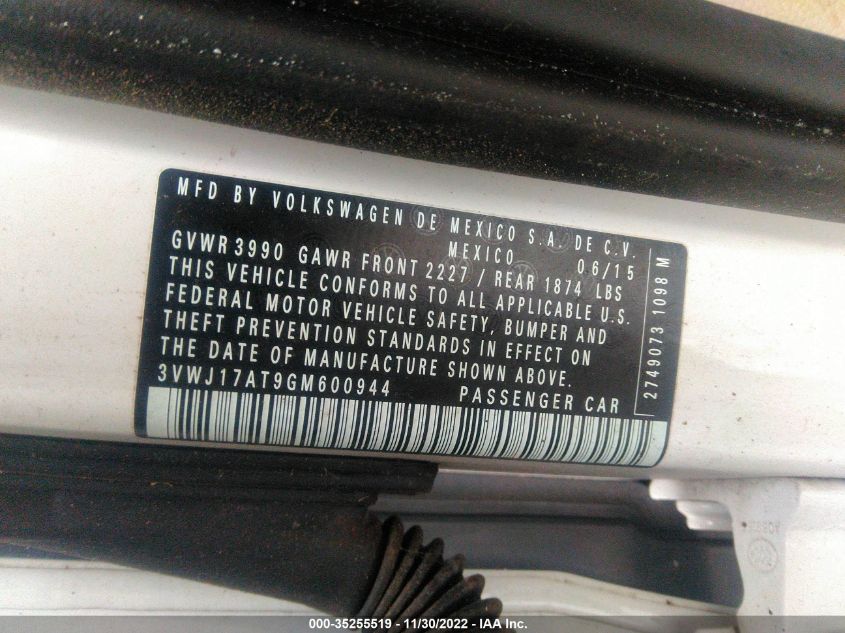 MFD BY VOLKSWAGEN DE MEXICO S.A. DE C.V.
MEXICO 06/15
GVWR 3990 GAWR FRONT 2227 / REAR 1874 LBS
THIS VEHICLE CONFORMS TO ALL APPLICABLE U.S.
FEDERAL MOTOR VEHICLE SAFETY, BUMPER AND
THEFT PREVENTION STANDARDS IN EFFECT ON
THE DATE OF MANUFACTURE SHOWN ABOVE.
3VWJ17AT9GM600944 PASSENGER CAR
2749073 1098 M
000-35255519 - 11/30/2022 - IAA Inc.